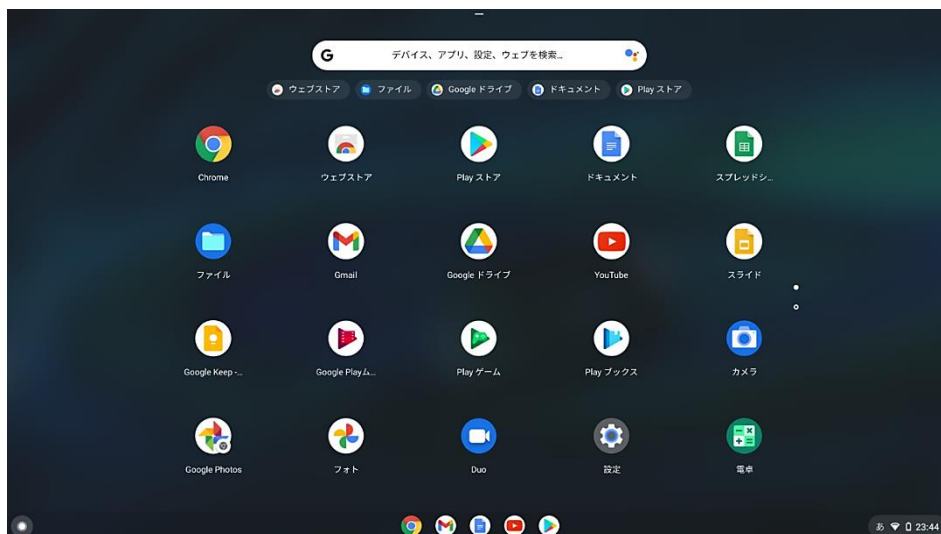 G
デバイス、アプリ、設定、ウェブを検索...
ウェブストア ファイル Google ドライブ ドキュメント Play ストア
Chrome ウェブストア Play ストア ドキュメント スプレッドシ...
ファイル Gmail Google ドライブ YouTube スライド
Google Keep -... Google Playム... Play ゲーム Play ブックス カメラ
Google Photos フォト Duo 設定 電卓
あ 23:44